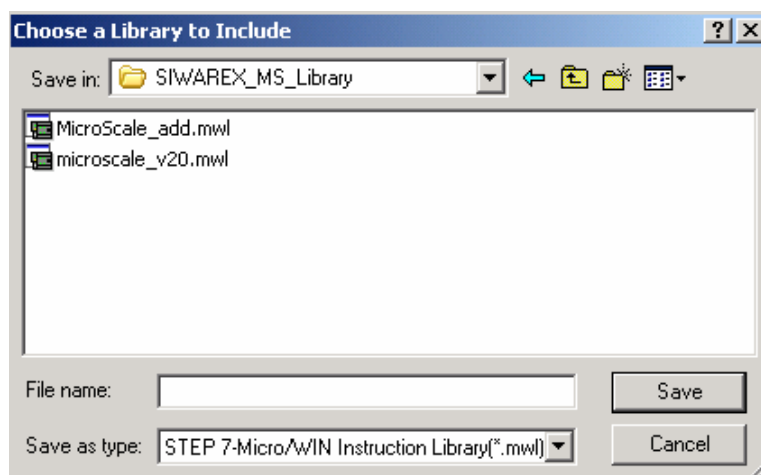 Choose a Library to Include
Save in: SIWAREX_MS_Library
MicroScale_add.mwl
microscale_v20.mwl
File name:
Save
Save as type: STEP 7-Micro/WIN Instruction Library(*.mwl)
Cancel